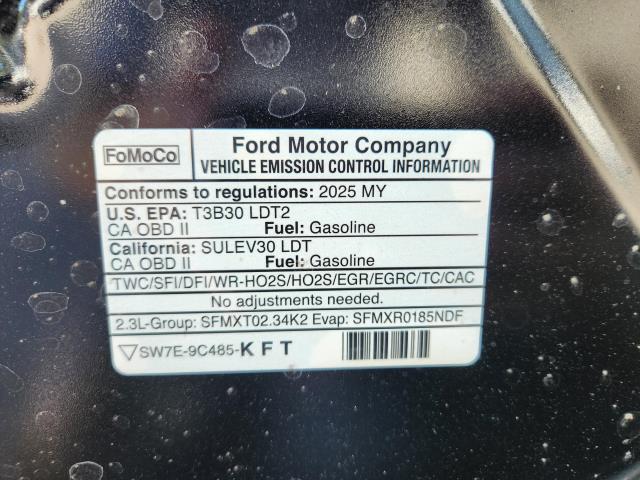 FoMoCo
Ford Motor Company
VEHICLE EMISSION CONTROL INFORMATION
Conforms to regulations: 2025 MY
U.S. EPA: T3B30 LDT2
CA OBD II Fuel: Gasoline
California: SULEV30 LDT
CA OBD II Fuel: Gasoline
TWC/SFI/DFI/WR-HO2S/HO2S/EGR/EGRC/TC/CAC
No adjustments needed.
2.3L-Group: SFMXT02.34K2 Evap: SFMXR0185NDF
SW7E-9C485-K F T